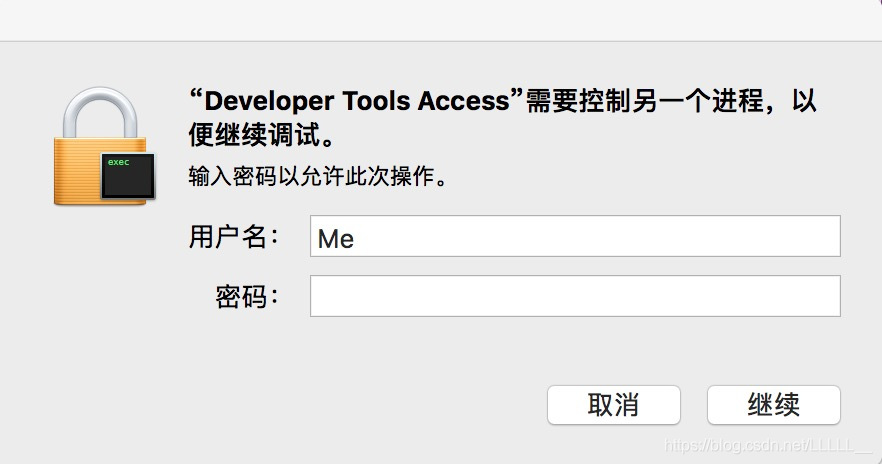 “Developer Tools Access”需要控制另一个进程，以
便继续调试。
exec
输入密码以允许此次操作。
用户名：
Me
密码：
取消
继续
https://blog.csdn.net/LLLLL__